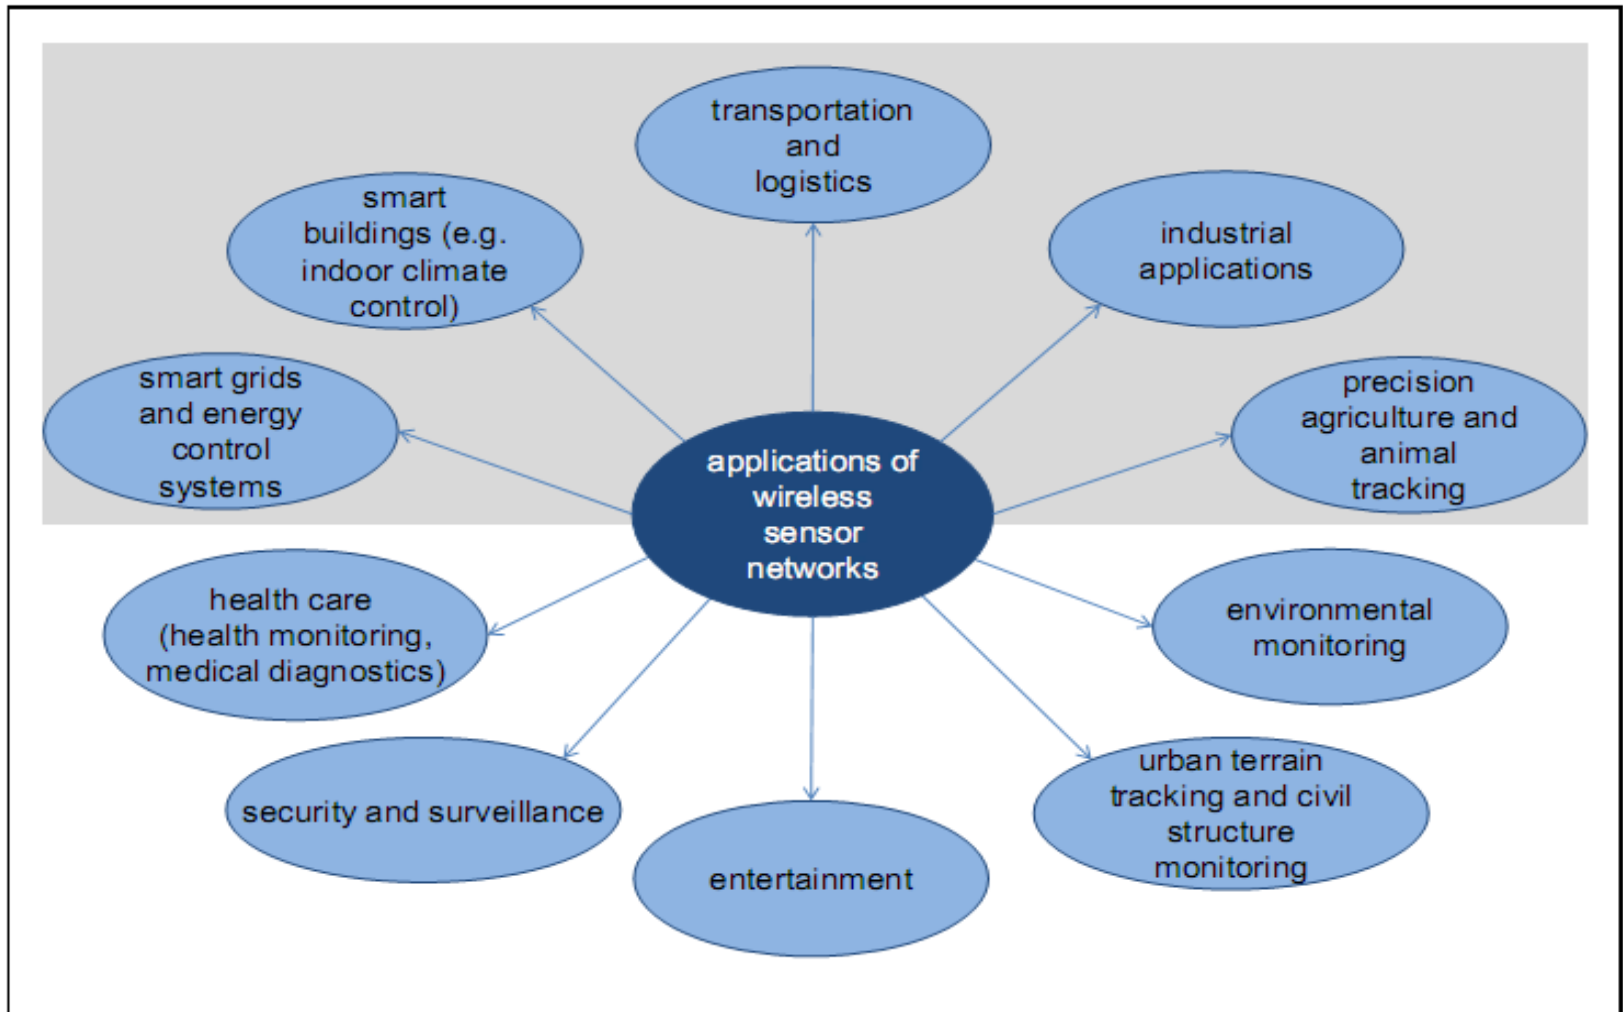 transportation
and
logistics
smart
buildings (e.g.
indoor climate
control)
industrial
applications
smart grids
and energy
control
systems
precision
agriculture and
animal
tracking
applications of
wireless
sensor
networks
health care
(health monitoring,
medical diagnostics)
environmental
monitoring
security and surveillance
urban terrain
tracking and civil
structure
monitoring
entertainment